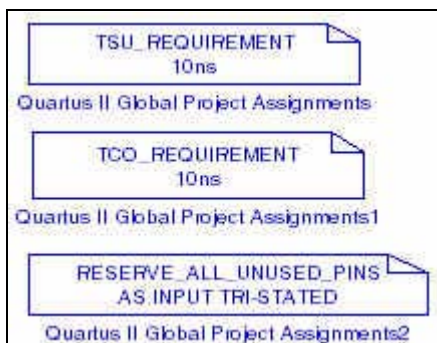 TSU_REQUIREMENT
10ns
Quartus II Global Project Assignments
TCO_REQUIREMENT
10ns
Quartus II Global Project Assignments1
RESERVE_ALL_UNUSED_PINS
AS INPUT TRI-STATED
Quartus II Global Project Assignments2